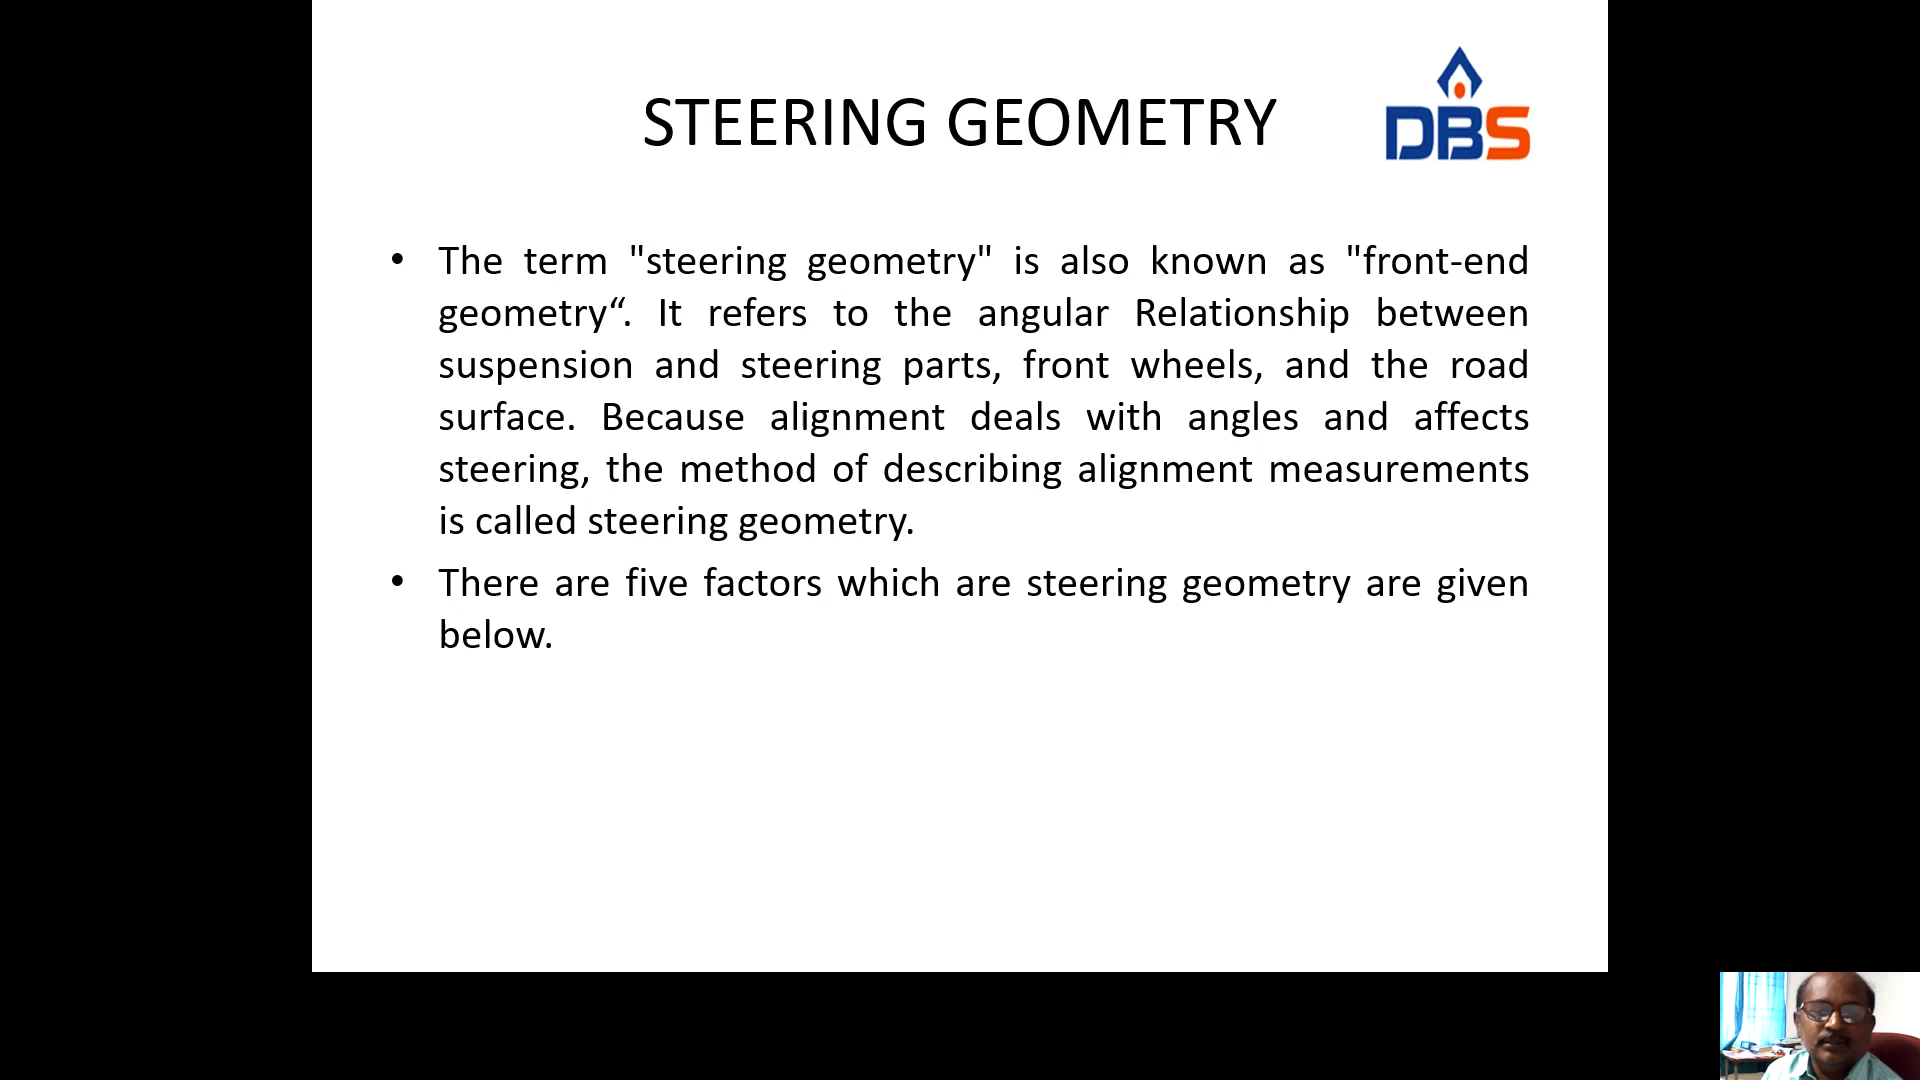 STEERING GEOMETRY
DBS
• The term "steering geometry" is also known as "front-end
geometry“. It refers to the angular Relationship between
suspension and steering parts, front wheels, and the road
surface. Because alignment deals with angles and affects
steering, the method of describing alignment measurements
is called steering geometry.
• There are five factors which are steering geometry are given
below.